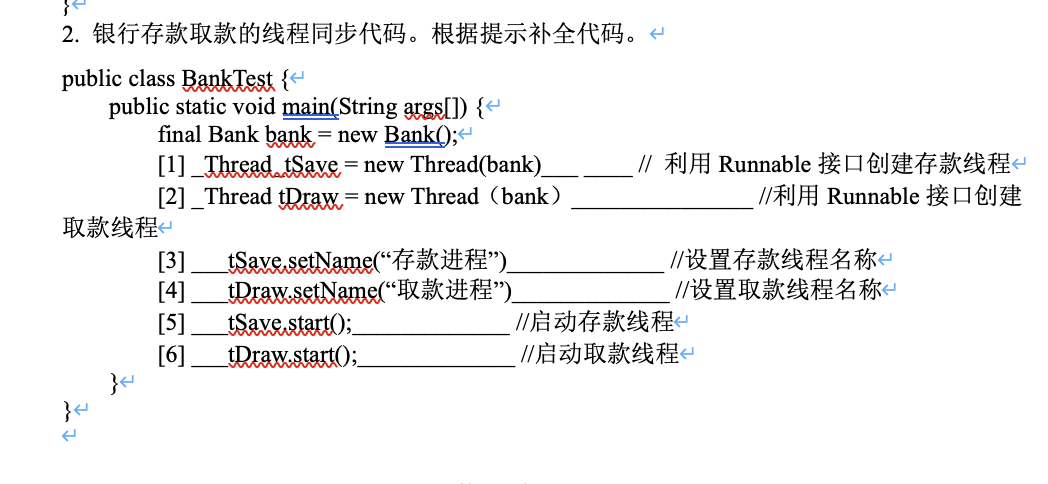 }
2. 银行存款取款的线程同步代码。根据提示补全代码。
public class BankTest {
public static void main(String args[]) {
final Bank bank = new Bank();
[1] _Thread tSave = new Thread(bank)___ ____ // 利用 Runnable 接口创建存款线程
[2] _Thread tDraw = new Thread（bank）_______________ //利用 Runnable 接口创建
取款线程
[3] ___tSave.setName(“存款进程”)_____________ //设置存款线程名称
[4] ___tDraw.setName(“取款进程”)_____________ //设置取款线程名称
[5] ___tSave.start();_____________ //启动存款线程
[6] ___tDraw.start();_____________ //启动取款线程
}
}